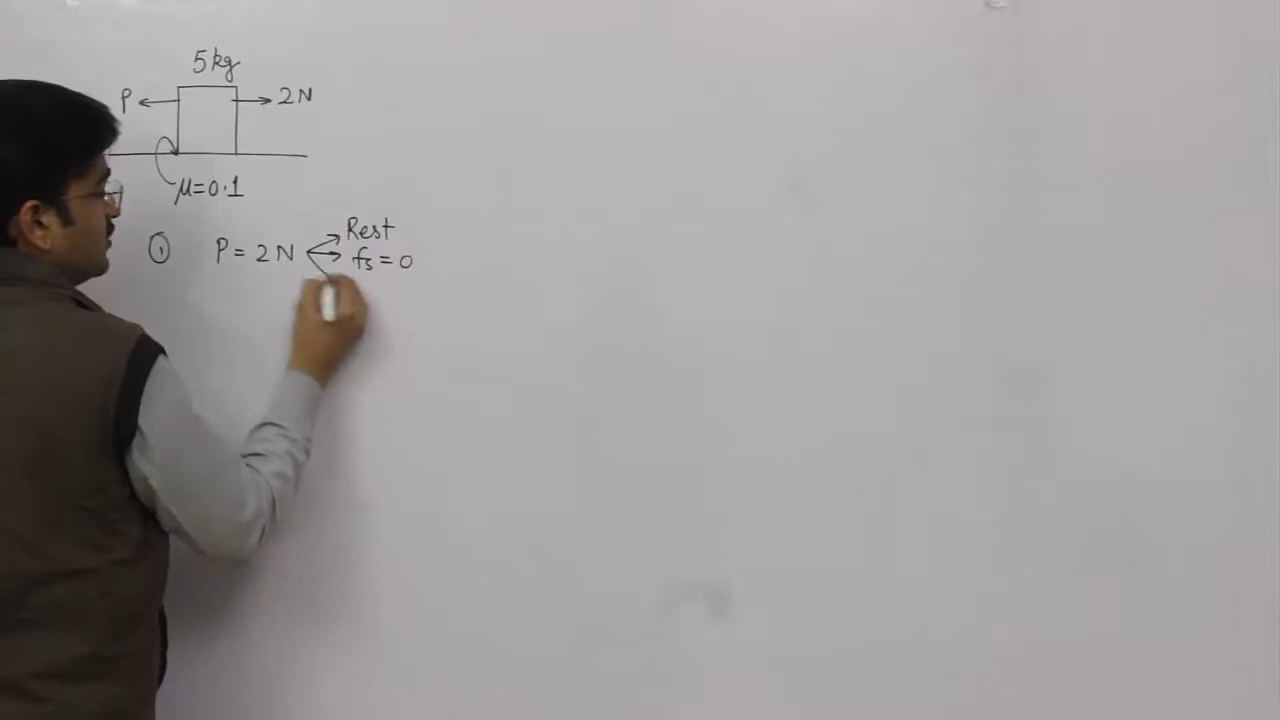 5kg
P ← → 2N
μ=0.1
① P = 2N → Rest
→ fs = 0